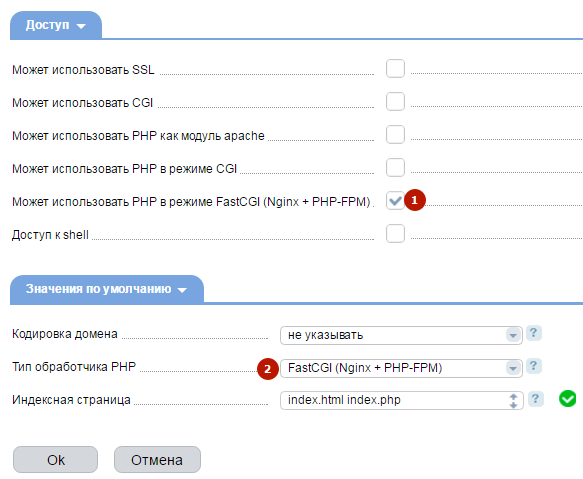 Доступ
Может использовать SSL
Может использовать CGI
Может использовать PHP как модуль apache
Может использовать PHP в режиме CGI
Может использовать PHP в режиме FastCGI (Nginx + PHP-FPM) 1
Доступ к shell
Значения по умолчанию
Кодировка домена не указывать ?
Тип обработчика PHP 2 FastCGI (Nginx + PHP-FPM) ?
Индексная страница index.html index.php ?
Ok Отмена